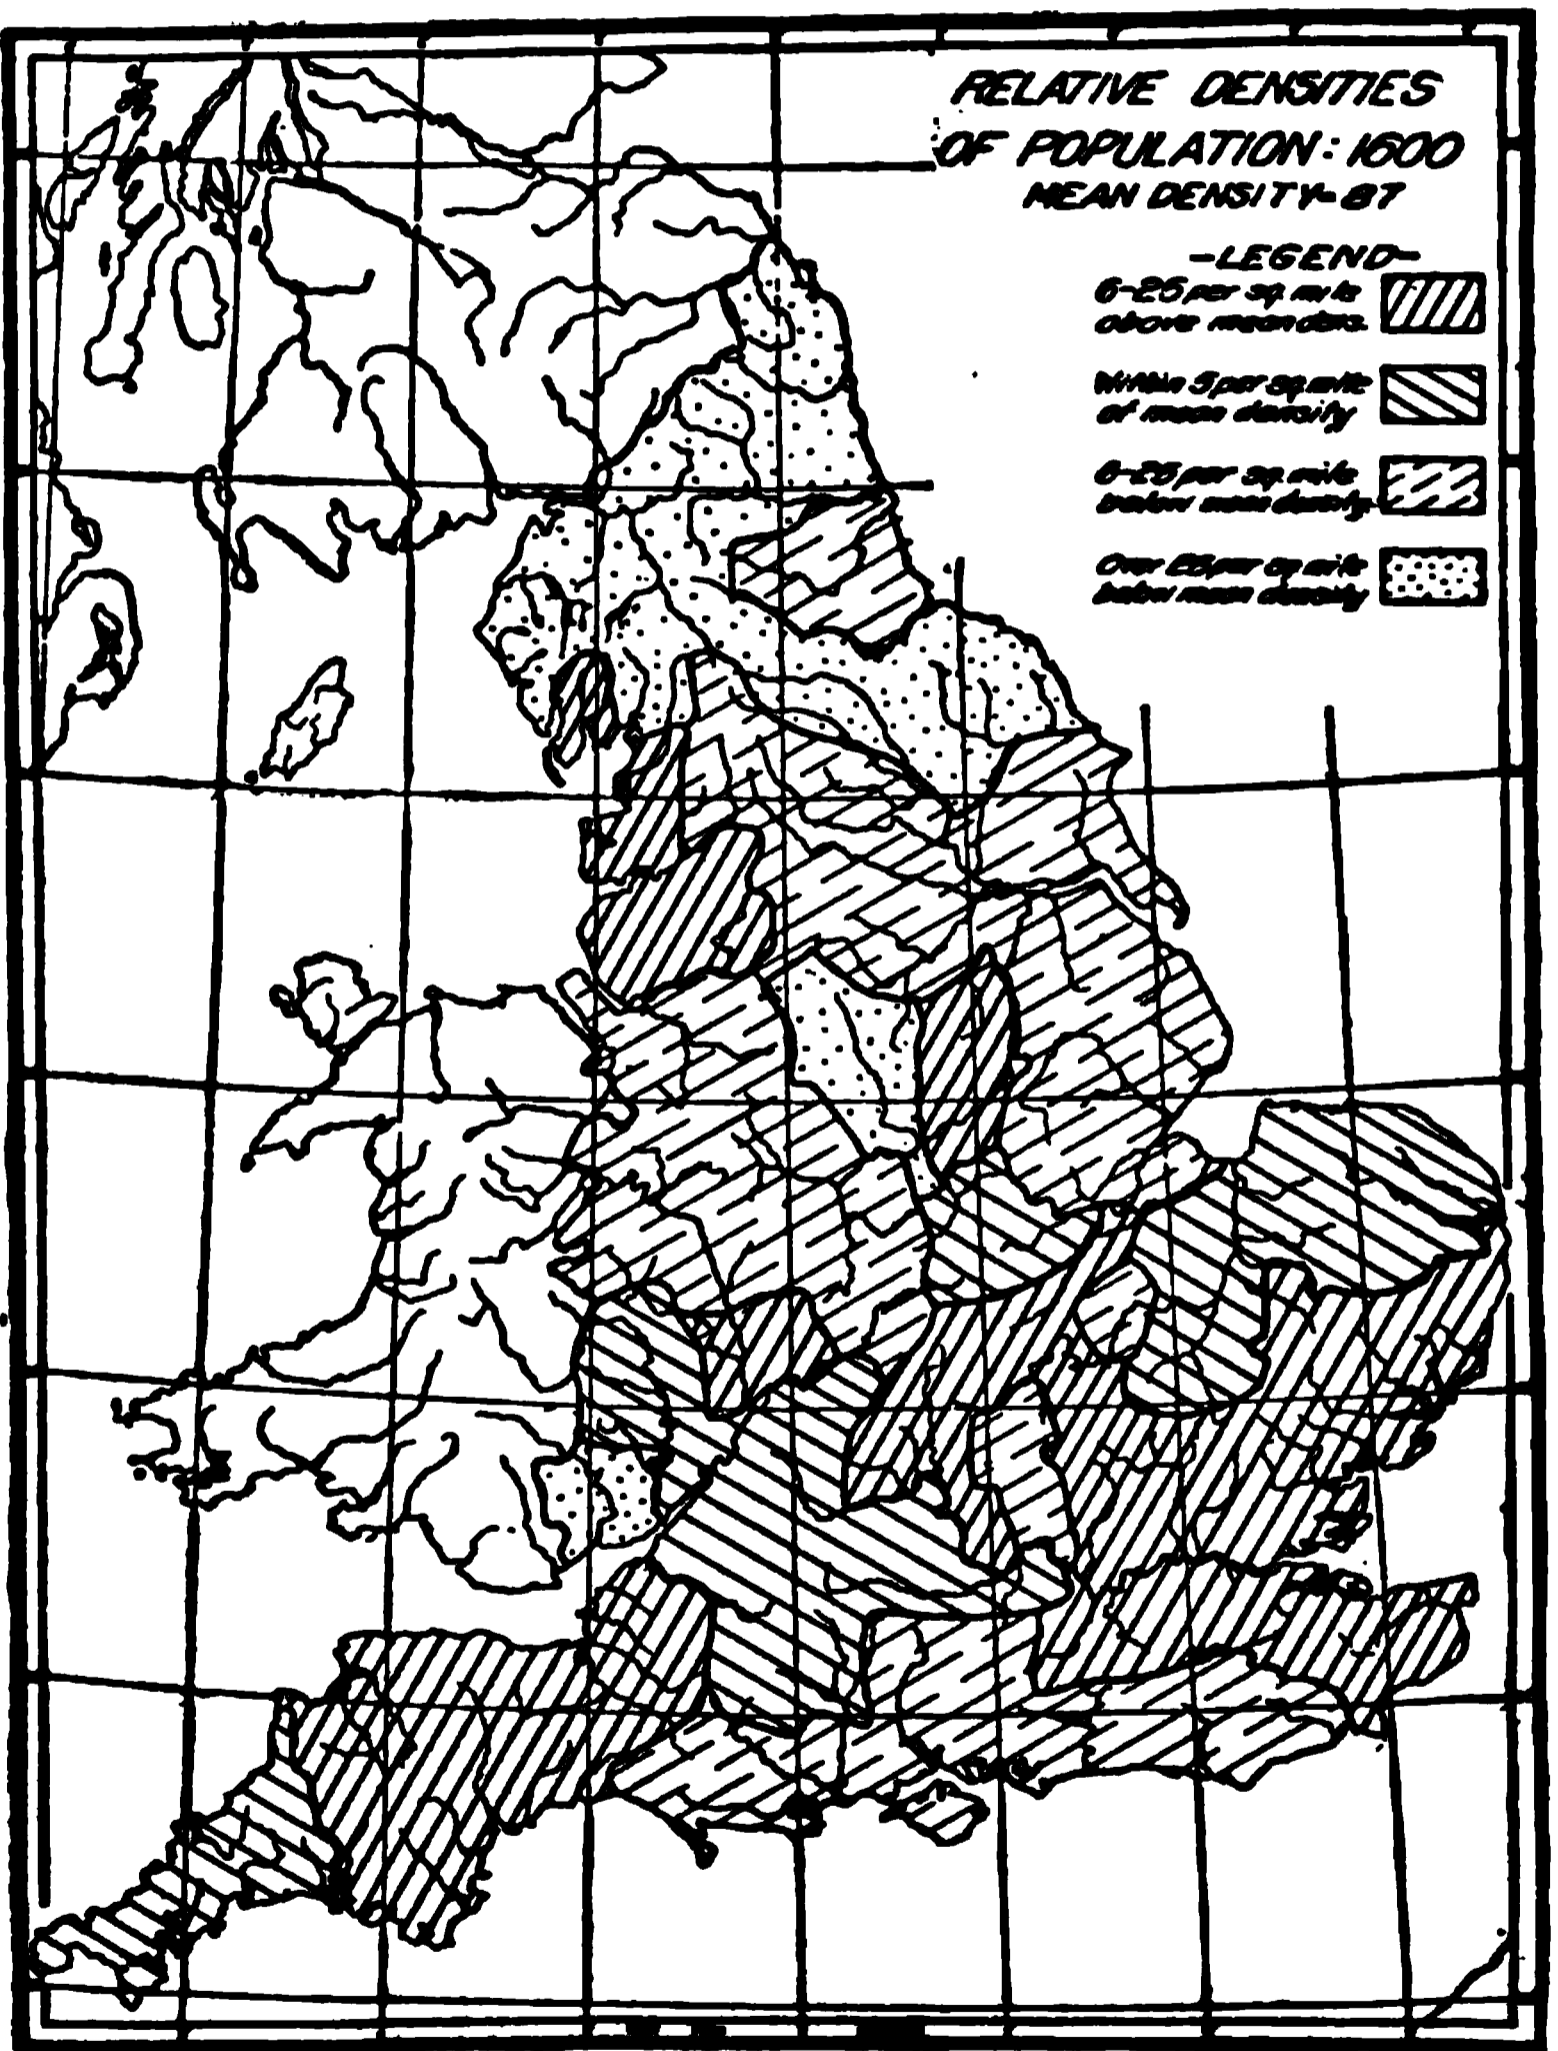 RELATIVE DENSITIES
OF POPULATION: 1600
MEAN DENSITY=87
-LEGEND-
6-25 per sq. mile
above mean dens.
Within 5 per sq mile
of mean density
6-25 per sq. mile
below mean density
Over 25 per sq. mile
below mean density